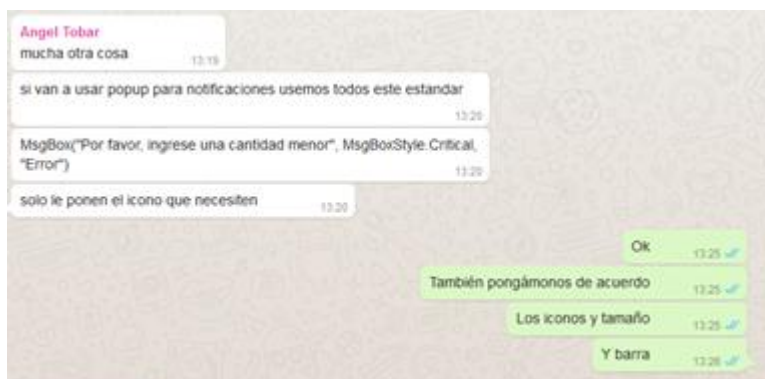 Angel Tobar
mucha otra cosa
13:19
si van a usar popup para notificaciones usemos todos este estandar
13:20
MsgBox("Por favor, ingrese una cantidad menor", MsgBoxStyle.Critical,
"Error")
13:20
solo le ponen el icono que necesiten
13:20
Ok
13:25
También pongámonos de acuerdo
13:25
Los iconos y tamaño
13:25
Y barra
13:26